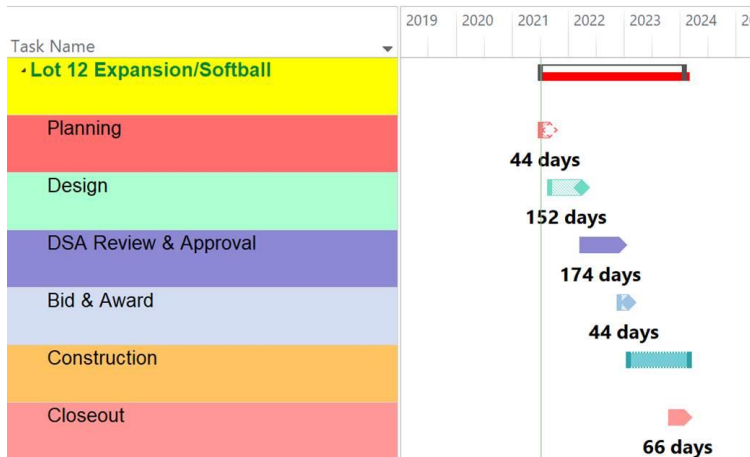 2019 2020 2021 2022 2023 2024
Task Name
Lot 12 Expansion/Softball
Planning
44 days
Design
152 days
DSA Review & Approval
174 days
Bid & Award
44 days
Construction
Closeout
66 days